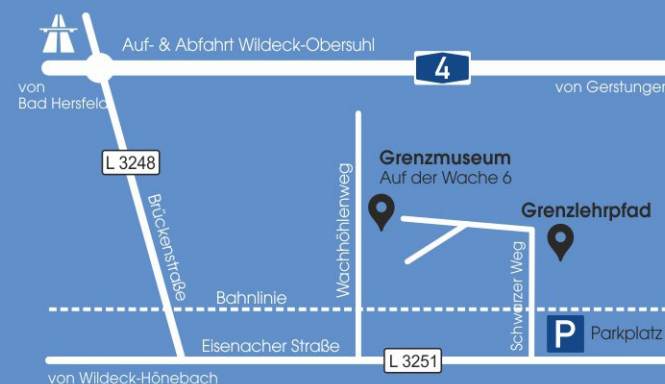 Auf- & Abfahrt Wildeck-Obersuhl
4
von
Bad Hersfeld
von Gerstungen
L 3248
Grenzmuseum
Auf der Wache 6
Grenzlehrpfad
Brückenstraße
Wachhöhlenweg
Schwarzer Weg
Bahnlinie
P Parkplatz
Eisenacher Straße
L 3251
von Wildeck-Hönebach